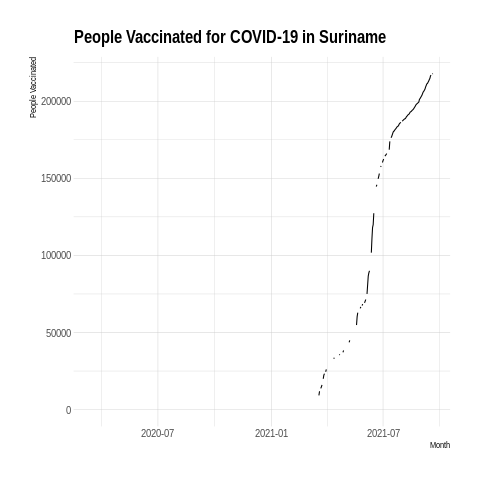 People Vaccinated for COVID-19 in Suriname
People Vaccinated
200000
150000
100000
50000
0
2020-07
2021-01
2021-07
Month